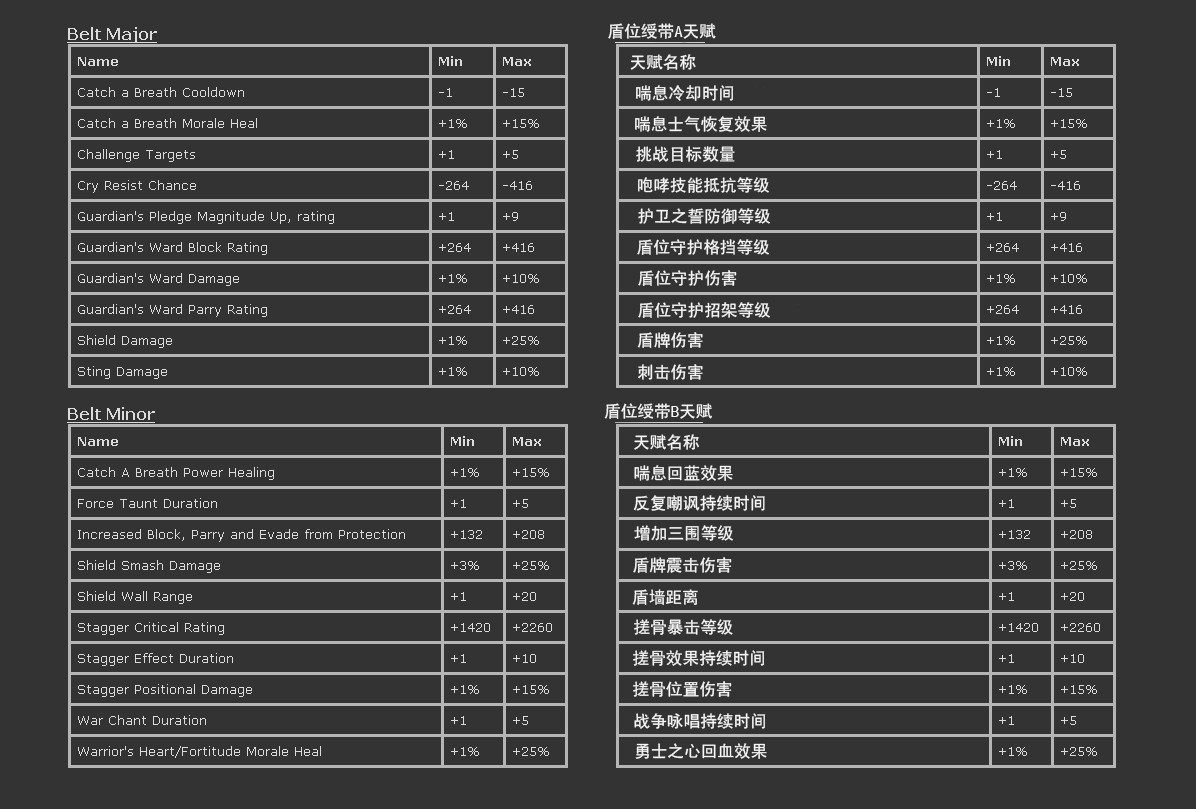 Belt Major
Name Min Max
Catch a Breath Cooldown -1 -15
Catch a Breath Morale Heal +1% +15%
Challenge Targets +1 +5
Cry Resist Chance -264 -416
Guardian's Pledge Magnitude Up, rating +1 +9
Guardian's Ward Block Rating +264 +416
Guardian's Ward Damage +1% +10%
Guardian's Ward Parry Rating +264 +416
Shield Damage +1% +25%
Sting Damage +1% +10%
盾位绶带A天赋
天赋名称 Min Max
喘息冷却时间 -1 -15
喘息士气恢复效果 +1% +15%
挑战目标数量 +1 +5
咆哮技能抵抗等级 -264 -416
护卫之誓防御等级 +1 +9
盾位守护格挡等级 +264 +416
盾位守护伤害 +1% +10%
盾位守护招架等级 +264 +416
盾牌伤害 +1% +25%
刺击伤害 +1% +10%
Belt Minor
Name Min Max
Catch A Breath Power Healing +1% +15%
Force Taunt Duration +1 +5
Increased Block, Parry and Evade from Protection +132 +208
Shield Smash Damage +3% +25%
Shield Wall Range +1 +20
Stagger Critical Rating +1420 +2260
Stagger Effect Duration +1 +10
Stagger Positional Damage +1% +15%
War Chant Duration +1 +5
Warrior's Heart/Fortitude Morale Heal +1% +25%
盾位绶带B天赋
天赋名称 Min Max
喘息回蓝效果 +1% +15%
反复嘲讽持续时间 +1 +5
增加三围等级 +132 +208
盾牌震击伤害 +3% +25%
盾墙距离 +1 +20
搓骨暴击等级 +1420 +2260
搓骨效果持续时间 +1 +10
搓骨位置伤害 +1% +15%
战争咏唱持续时间 +1 +5
勇士之心回血效果 +1% +25%